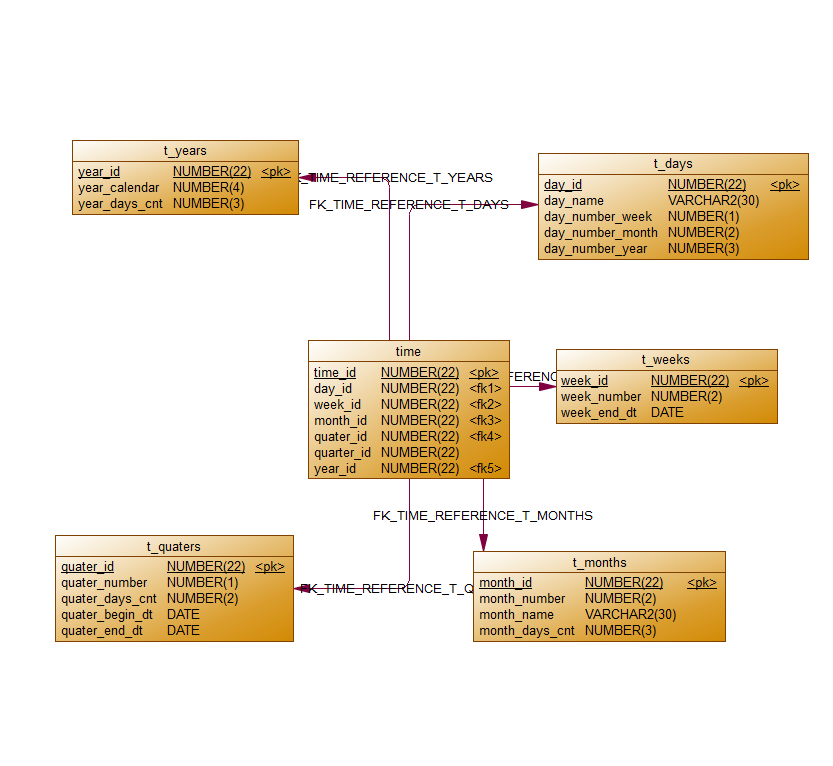 t_years
year_id NUMBER(22) <pk>
year_calendar NUMBER(4)
year_days_cnt NUMBER(3)
TIME_REFERENCE_T_YEARS
FK_TIME_REFERENCE_T_DAYS
t_days
day_id NUMBER(22) <pk>
day_name VARCHAR2(30)
day_number_week NUMBER(1)
day_number_month NUMBER(2)
day_number_year NUMBER(3)
time
time_id NUMBER(22) <pk>
day_id NUMBER(22) <fk1>
week_id NUMBER(22) <fk2>
month_id NUMBER(22) <fk3>
quater_id NUMBER(22) <fk4>
quarter_id NUMBER(22)
year_id NUMBER(22) <fk5>
t_weeks
week_id NUMBER(22) <pk>
week_number NUMBER(2)
week_end_dt DATE
FK_TIME_REFERENCE_T_MONTHS
t_quaters
quater_id NUMBER(22) <pk>
quater_number NUMBER(1)
quater_days_cnt NUMBER(2)
quater_begin_dt DATE
quater_end_dt DATE
FK_TIME_REFERENCE_T_Q
t_months
month_id NUMBER(22) <pk>
month_number NUMBER(2)
month_name VARCHAR2(30)
month_days_cnt NUMBER(3)